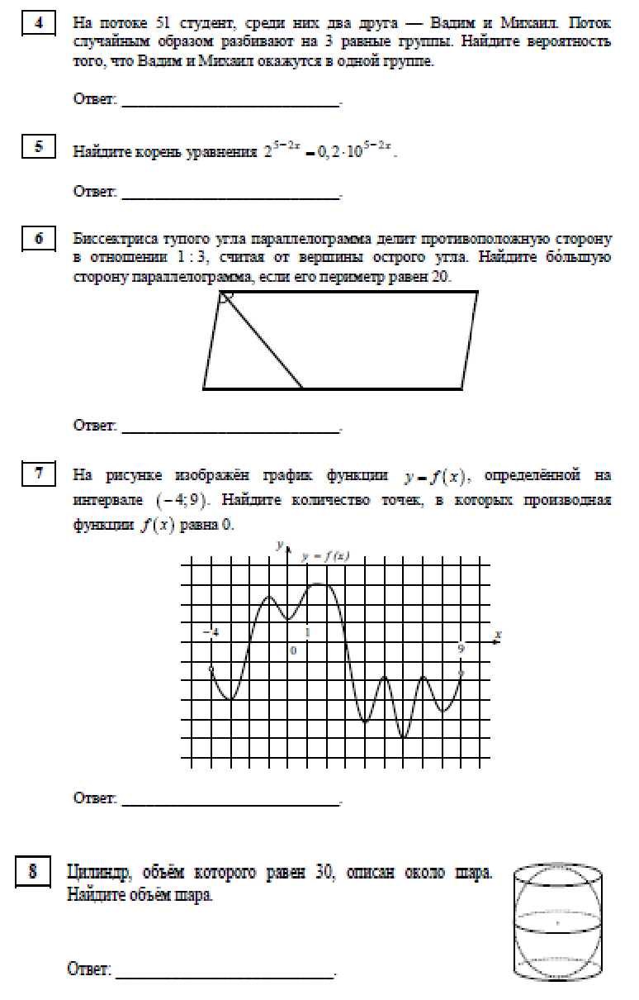 4 На потоке 51 студент, среди них два друга — Вадим и Михаил. Поток
случайным образом разбивают на 3 равные группы. Найдите вероятность
того, что Вадим и Михаил окажутся в одной группе.
Ответ: ___________________________.
5 Найдите корень уравнения 2^{5−2x} = 0,2·10^{5−2x}.
Ответ: ___________________________.
6 Биссектриса тупого угла параллелограмма делит противоположную сторону
в отношении 1 : 3, считая от вершины острого угла. Найдите бо́льшую
сторону параллелограмма, если его периметр равен 20.
Ответ: ___________________________.
7 На рисунке изображён график функции y = f(x), определённой на
интервале (−4; 9). Найдите количество точек, в которых производная
функции f(x) равна 0.
y
y = f(x)
−4 1 x
0 9
Ответ: ___________________________.
8 Цилиндр, объём которого равен 30, описан около шара.
Найдите объём шара.
Ответ: ___________________________.